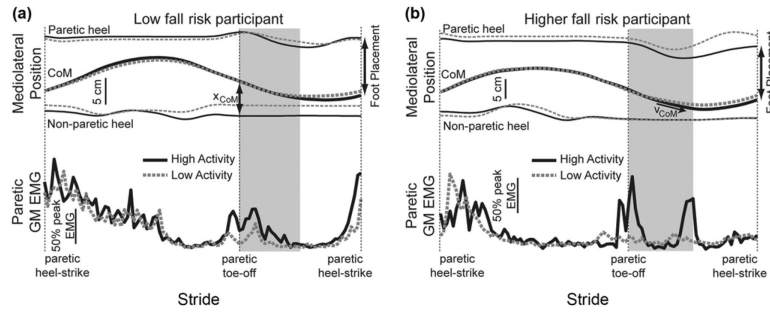 (a) Low fall risk participant
Mediolateral
Position
Paretic heel
CoM
5 cm
xCoM
Non-paretic heel
Foot Placement
Paretic
GM EMG
50% peak
EMG
High Activity
Low Activity
paretic
heel-strike
paretic
toe-off
paretic
heel-strike
Stride
(b) Higher fall risk participant
Mediolateral
Position
Paretic heel
CoM
5 cm
vCoM
Non-paretic heel
Foot Placement
Paretic
GM EMG
High Activity
Low Activity
50% peak
EMG
paretic
heel-strike
paretic
toe-off
paretic
heel-strike
Stride